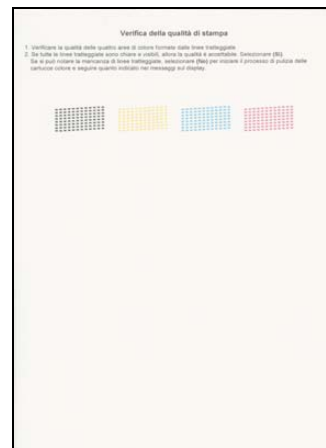 Verifica della qualità di stampa
1. Verificare la qualità delle quattro aree di colore formate dalle linee tratteggiate.
2. Se tutte le linee tratteggiate sono chiare e visibili, allora la qualità è accettabile. Selezionare (Sì).
Se si può notare la mancanza di linee tratteggiate, selezionare (No) per iniziare il processo di pulizia delle
cartucce colore e seguire quanto indicato nei messaggi sul display.